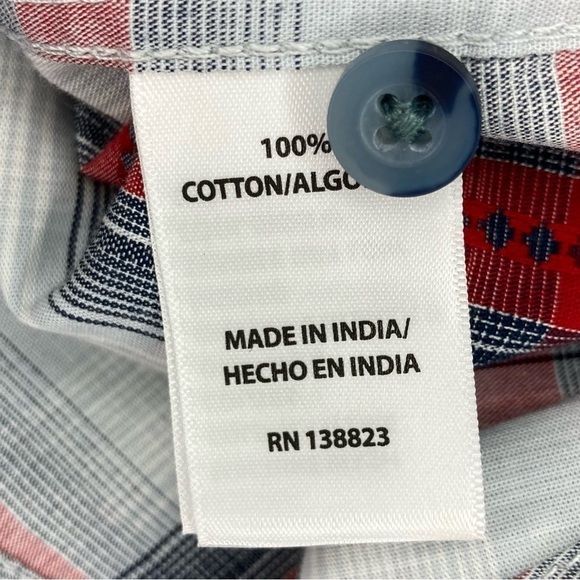 100%
COTTON/ALGO
MADE IN INDIA/
HECHO EN INDIA
RN 138823